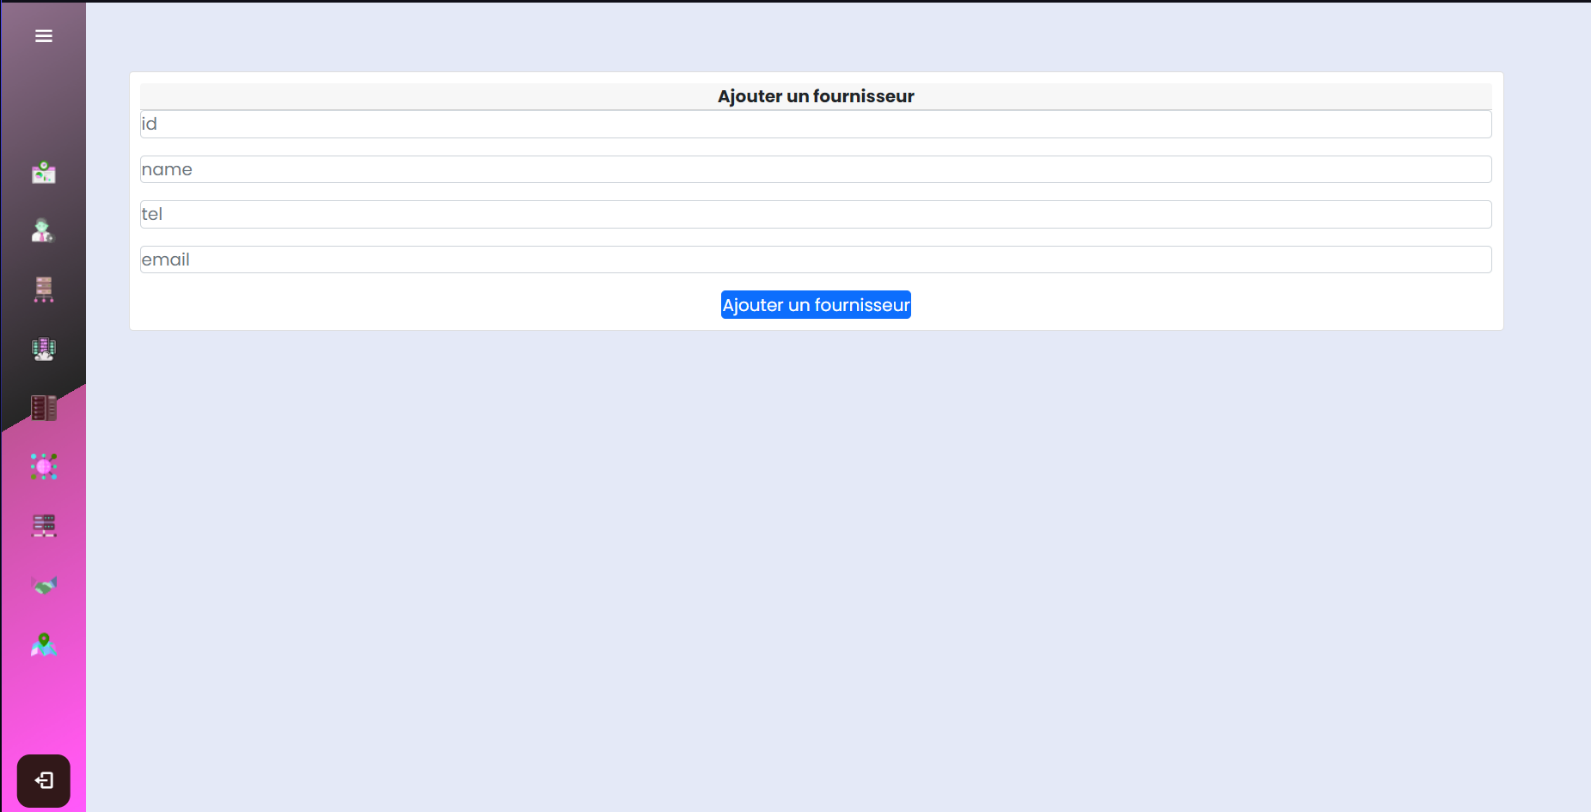 Ajouter un fournisseur
id
name
tel
email
Ajouter un fournisseur